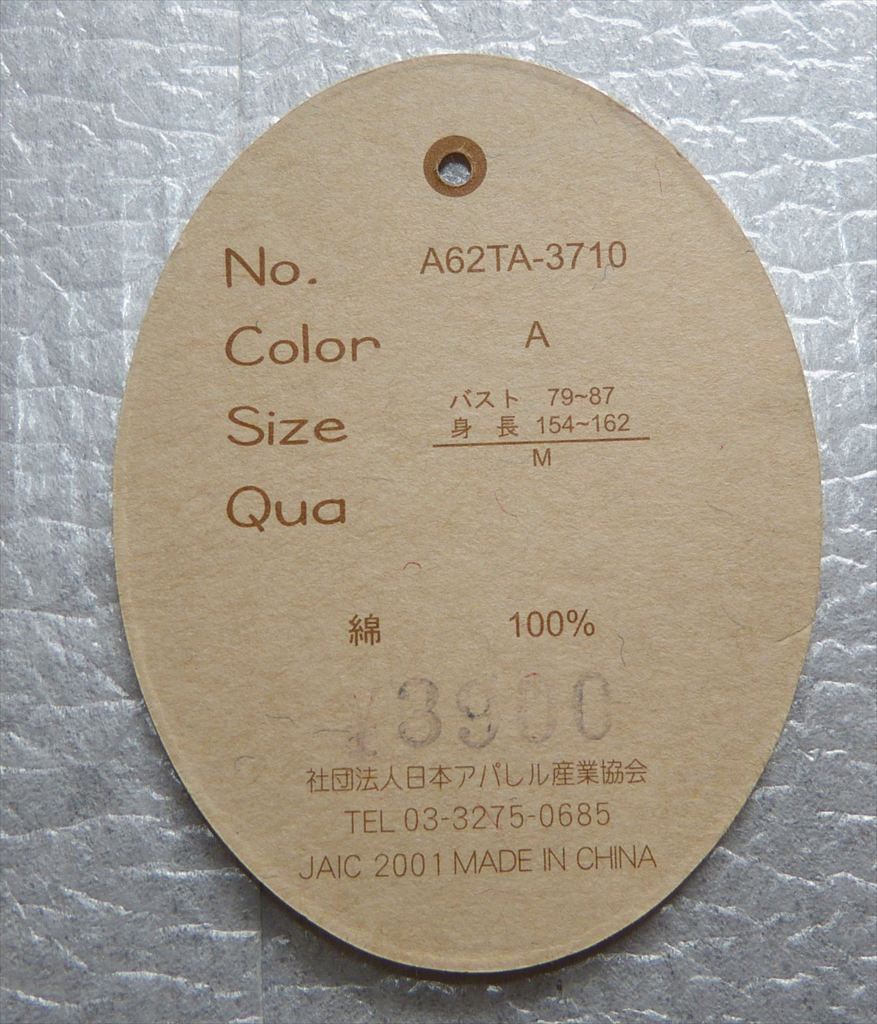 No. A62TA-3710
Color A
Size バスト 79~87
身 長 154~162
M
Qua
綿 100%
¥3900
社団法人日本アパレル産業協会
TEL 03-3275-0685
JAIC 2001 MADE IN CHINA